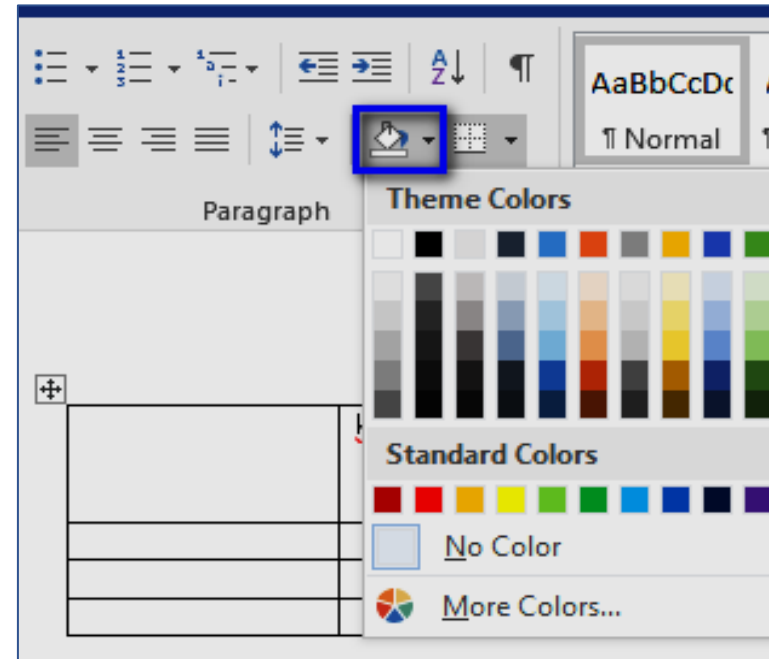 AaBbCcDc
¶ Normal
Paragraph
Theme Colors
Standard Colors
No Color
More Colors...